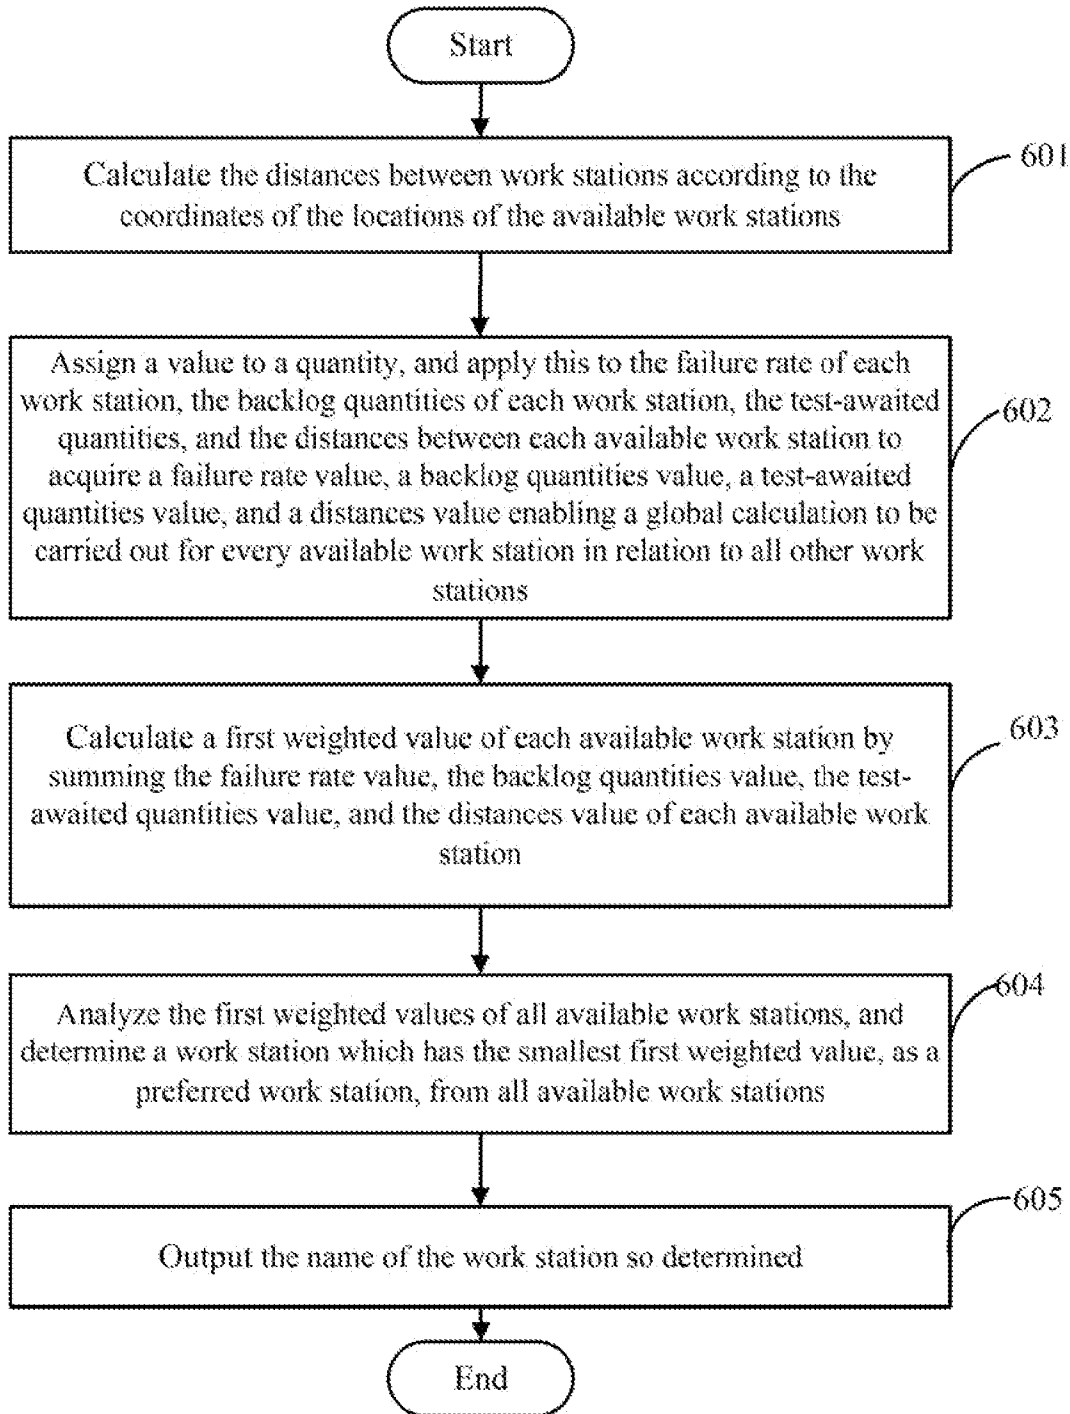 Start
601
Calculate the distances between work stations according to the
coordinates of the locations of the available work stations
Assign a value to a quantity, and apply this to the failure rate of each
work station, the backlog quantities of each work station, the test-awaited
quantities, and the distances between each available work station to
acquire a failure rate value, a backlog quantities value, a test-awaited
quantities value, and a distances value enabling a global calculation to be
carried out for every available work station in relation to all other work
stations
602
Calculate a first weighted value of each available work station by
summing the failure rate value, the backlog quantities value, the test-
awaited quantities value, and the distances value of each available work
station
603
Analyze the first weighted values of all available work stations, and
determine a work station which has the smallest first weighted value, as a
preferred work station, from all available work stations
604
Output the name of the work station so determined
605
End